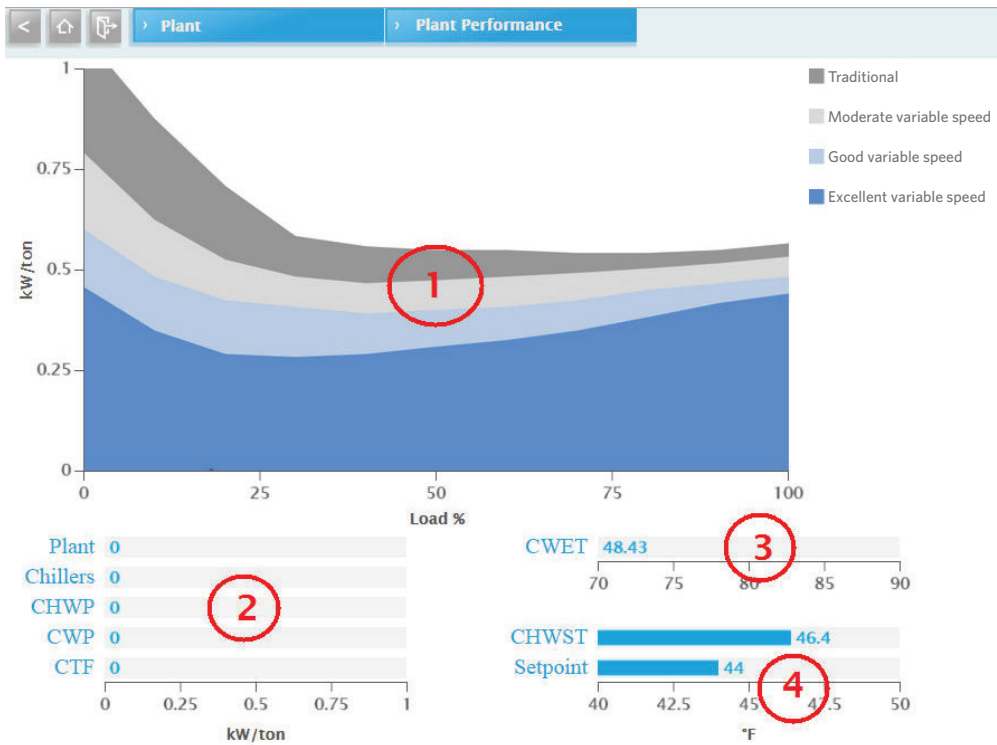 <
› Plant
› Plant Performance
1
0.75
0.5
0.25
0
kW/ton
0 25 50 75 100
Load %
Traditional
Moderate variable speed
Good variable speed
Excellent variable speed
1
Plant 0
Chillers 0
CHWP 0
CWP 0
CTF 0
2
0 0.25 0.5 0.75 1
kW/ton
CWET 48.43
3
70 75 80 85 90
CHWST 46.4
Setpoint 44
4
40 42.5 45 47.5 50
°F